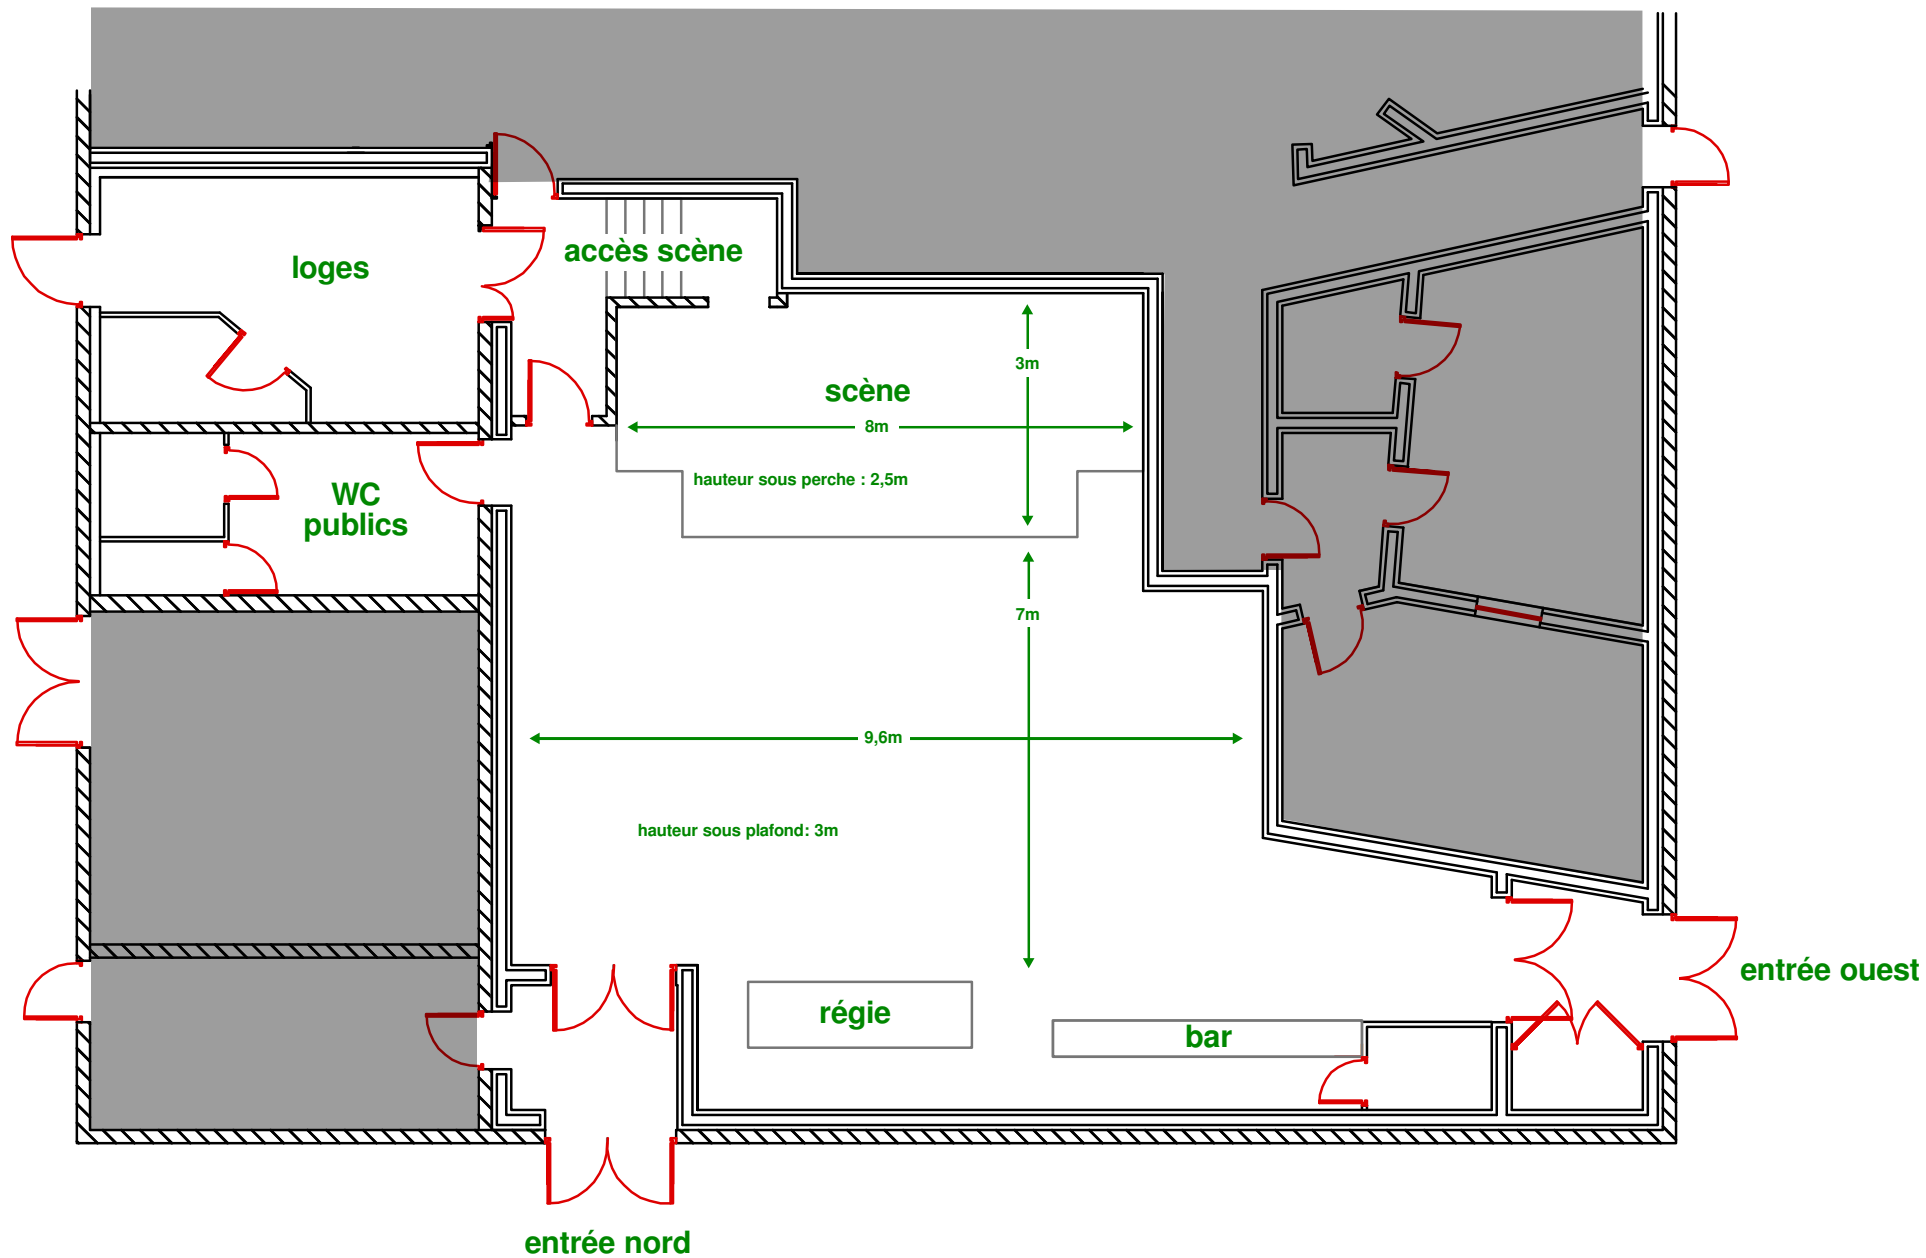 accès scène
loges
3m
scène
8m
hauteur sous perche : 2,5m
WC
publics
7m
9,6m
hauteur sous plafond: 3m
entrée ouest
régie
bar
entrée nord